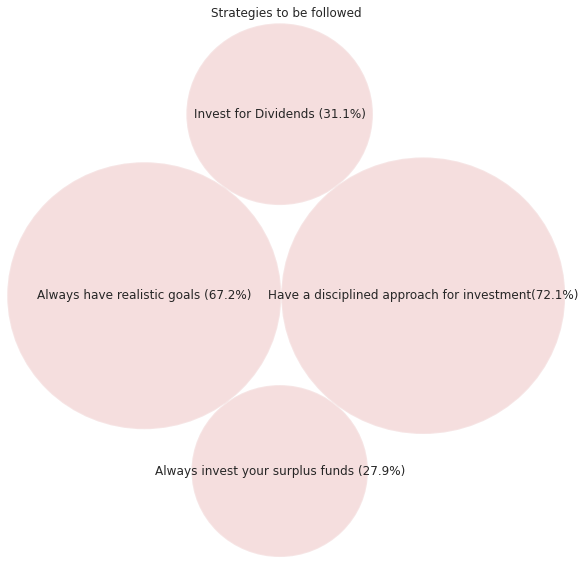 Strategies to be followed
Invest for Dividends (31.1%)
Always have realistic goals (67.2%)
Have a disciplined approach for investment(72.1%)
Always invest your surplus funds (27.9%)